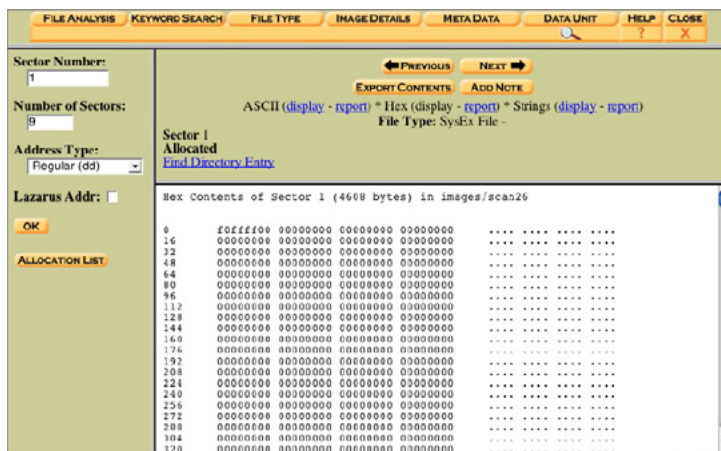 FILE ANALYSIS KEYWORD SEARCH FILE TYPE IMAGE DETAILS META DATA DATA UNIT HELP CLOSE
? X
Sector Number:
1
Number of Sectors:
9
Address Type:
Regular (dd)
Lazarus Addr:
OK
ALLOCATION LIST
PREVIOUS NEXT
EXPORT CONTENTS ADD NOTE
ASCII (display - report) * Hex (display - report) * Strings (display - report)
File Type: SysEx File -
Sector 1
Allocated
Find Directory Entry
Hex Contents of Sector 1 (4608 bytes) in images/scan26
0 f0ffff00 00000000 00000000 00000000 .... .... .... ....
16 00000000 00000000 00000000 00000000 .... .... .... ....
32 00000000 00000000 00000000 00000000 .... .... .... ....
48 00000000 00000000 00000000 00000000 .... .... .... ....
64 00000000 00000000 00000000 00000000 .... .... .... ....
80 00000000 00000000 00000000 00000000 .... .... .... ....
96 00000000 00000000 00000000 00000000 .... .... .... ....
112 00000000 00000000 00000000 00000000 .... .... .... ....
128 00000000 00000000 00000000 00000000 .... .... .... ....
144 00000000 00000000 00000000 00000000 .... .... .... ....
160 00000000 00000000 00000000 00000000 .... .... .... ....
176 00000000 00000000 00000000 00000000 .... .... .... ....
192 00000000 00000000 00000000 00000000 .... .... .... ....
208 00000000 00000000 00000000 00000000 .... .... .... ....
224 00000000 00000000 00000000 00000000 .... .... .... ....
240 00000000 00000000 00000000 00000000 .... .... .... ....
256 00000000 00000000 00000000 00000000 .... .... .... ....
272 00000000 00000000 00000000 00000000 .... .... .... ....
288 00000000 00000000 00000000 00000000 .... .... .... ....
304 00000000 00000000 00000000 00000000 .... .... .... ....
320 00000000 00000000 00000000 00000000 .... .... .... ....